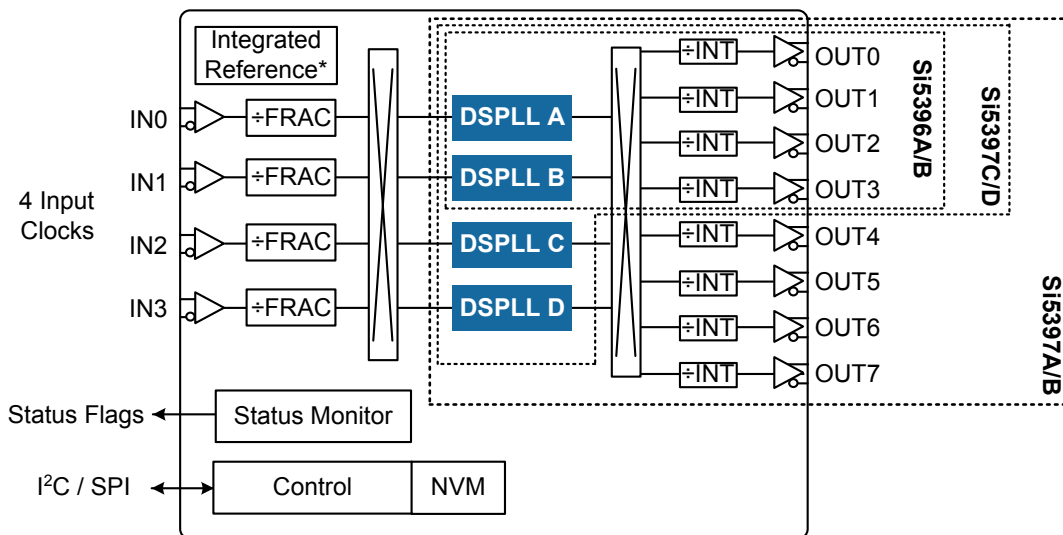 Integrated
Reference*
4 Input
Clocks
IN0
÷FRAC
DSPLL A
IN1
÷FRAC
DSPLL B
IN2
÷FRAC
DSPLL C
IN3
÷FRAC
DSPLL D
÷INT
OUT0
÷INT
OUT1
÷INT
OUT2
÷INT
OUT3
÷INT
OUT4
÷INT
OUT5
÷INT
OUT6
÷INT
OUT7
Si5396A/B
Si5397C/D
Si5397A/B
Status Flags
Status Monitor
I²C / SPI
Control
NVM